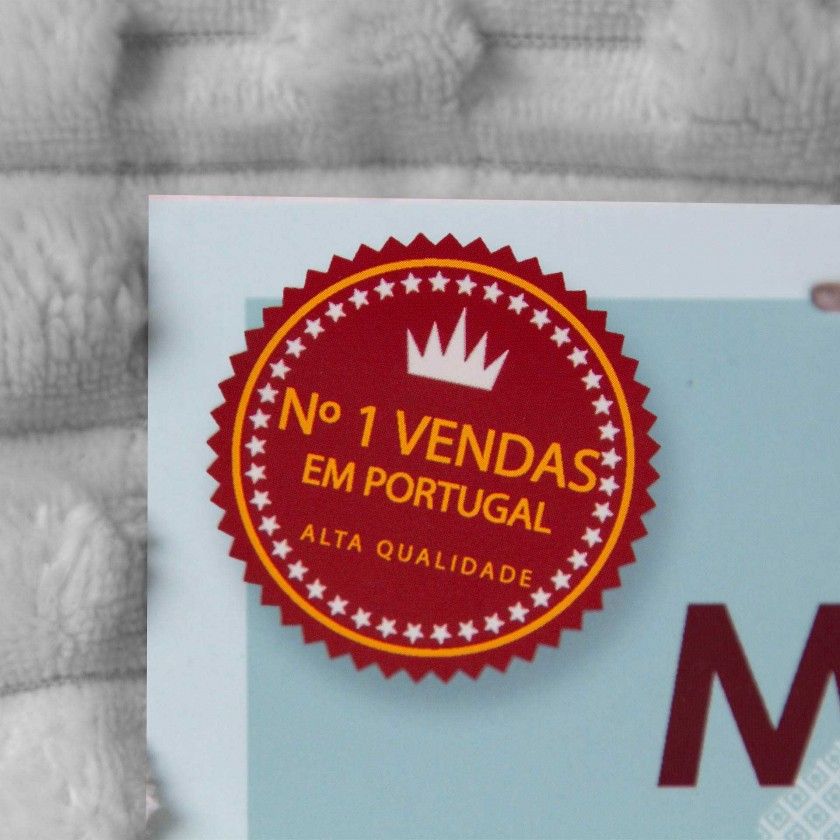 Nº 1 VENDAS
EM PORTUGAL
ALTA QUALIDADE
M